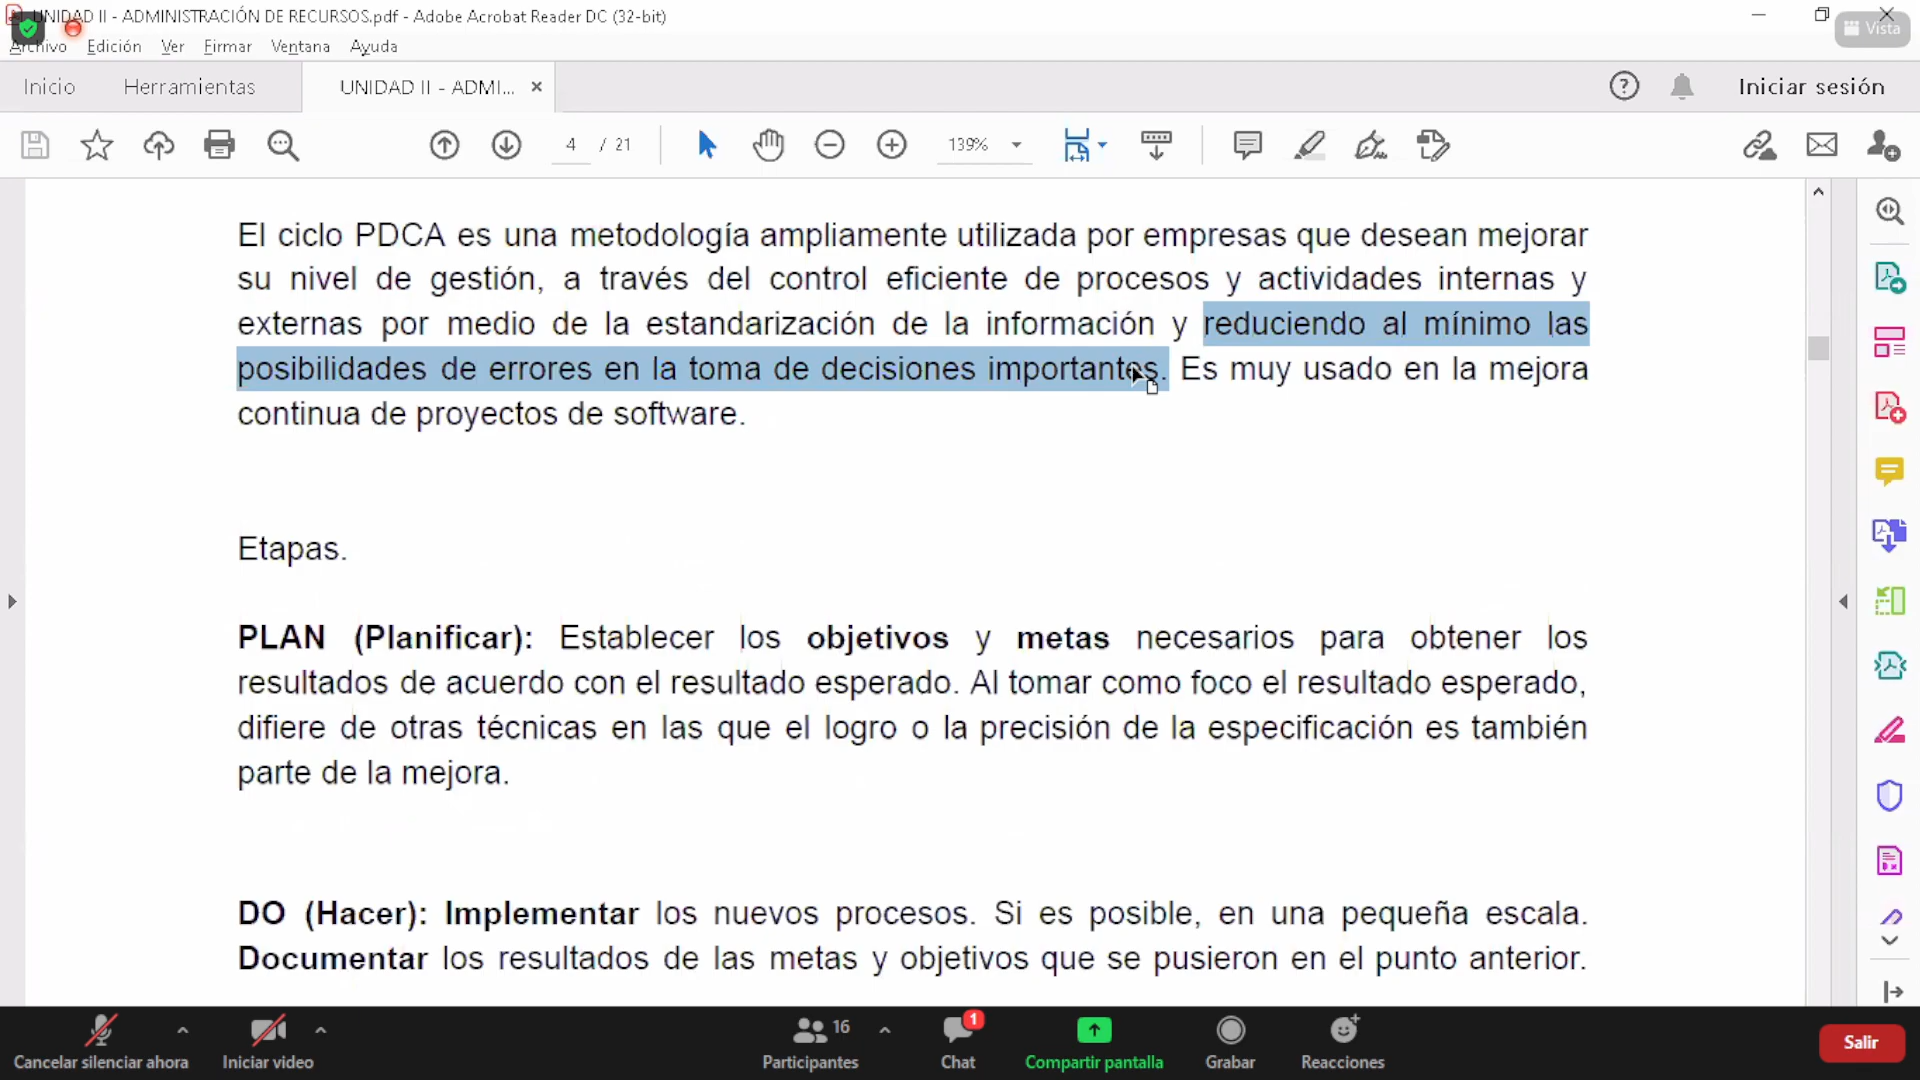 UNIDAD II - ADMINISTRACIÓN DE RECURSOS.pdf - Adobe Acrobat Reader DC (32-bit)
Vista
Archivo Edición Ver Firmar Ventana Ayuda
Inicio Herramientas UNIDAD II - ADMI... × Iniciar sesión
4 / 21 139%
El ciclo PDCA es una metodología ampliamente utilizada por empresas que desean mejorar
su nivel de gestión, a través del control eficiente de procesos y actividades internas y
externas por medio de la estandarización de la información y reduciendo al mínimo las
posibilidades de errores en la toma de decisiones importantes. Es muy usado en la mejora
continua de proyectos de software.
Etapas.
PLAN (Planificar): Establecer los objetivos y metas necesarios para obtener los
resultados de acuerdo con el resultado esperado. Al tomar como foco el resultado esperado,
difiere de otras técnicas en las que el logro o la precisión de la especificación es también
parte de la mejora.
DO (Hacer): Implementar los nuevos procesos. Si es posible, en una pequeña escala.
Documentar los resultados de las metas y objetivos que se pusieron en el punto anterior.
16 1
Cancelar silenciar ahora Iniciar video Participantes Chat Compartir pantalla Grabar Reacciones Salir